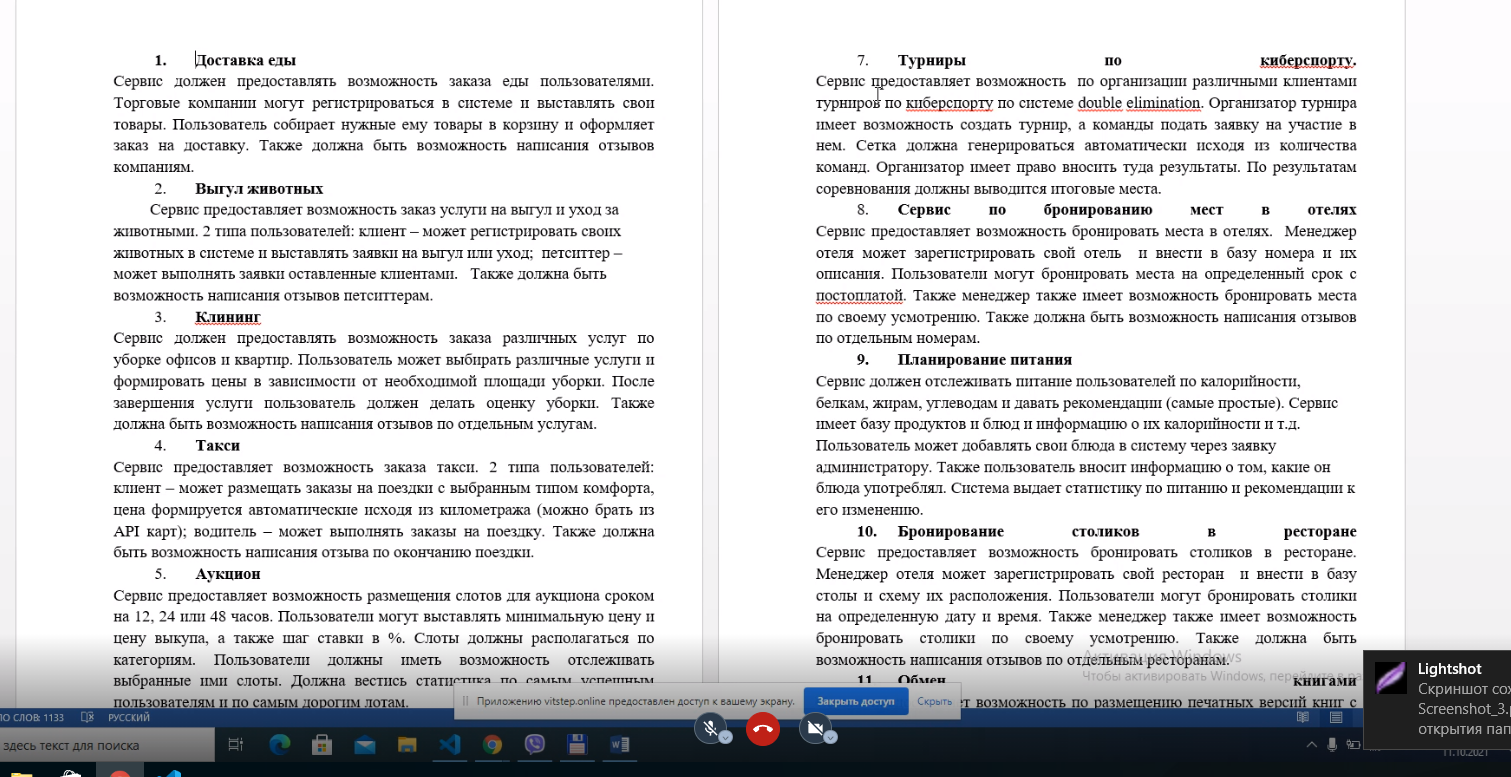 1. Доставка еды
Сервис должен предоставлять возможность заказа еды пользователями.
Торговые компании могут регистрироваться в системе и выставлять свои
товары. Пользователь собирает нужные ему товары в корзину и оформляет
заказ на доставку. Также должна быть возможность написания отзывов
компаниям.
2. Выгул животных
Сервис предоставляет возможность заказ услуги на выгул и уход за
животными. 2 типа пользователей: клиент – может регистрировать своих
животных в системе и выставлять заявки на выгул или уход; петситтер –
может выполнять заявки оставленные клиентами. Также должна быть
возможность написания отзывов петситтерам.
3. Клининг
Сервис должен предоставлять возможность заказа различных услуг по
уборке офисов и квартир. Пользователь может выбирать различные услуги и
формировать цены в зависимости от необходимой площади уборки. После
завершения услуги пользователь должен делать оценку уборки. Также
должна быть возможность написания отзывов по отдельным услугам.
4. Такси
Сервис предоставляет возможность заказа такси. 2 типа пользователей:
клиент – может размещать заказы на поездки с выбранным типом комфорта,
цена формируется автоматические исходя из километража (можно брать из
API карт); водитель – может выполнять заказы на поездку. Также должна
быть возможность написания отзыва по окончанию поездки.
5. Аукцион
Сервис предоставляет возможность размещения слотов для аукциона сроком
на 12, 24 или 48 часов. Пользователи могут выставлять минимальную цену и
цену выкупа, а также шаг ставки в %. Слоты должны располагаться по
категориям. Пользователи должны иметь возможность отслеживать
выбранные ими слоты. Должна вестись статистика по самым успешным
пользователям и по самым дорогим лотам.
7. Турниры по киберспорту.
Сервис предоставляет возможность по организации различными клиентами
турниров по киберспорту по системе double elimination. Организатор турнира
имеет возможность создать турнир, а команды подать заявку на участие в
нем. Сетка должна генерироваться автоматически исходя из количества
команд. Организатор имеет право вносить туда результаты. По результатам
соревнования должны выводится итоговые места.
8. Сервис по бронированию мест в отелях
Сервис предоставляет возможность бронировать места в отелях. Менеджер
отеля может зарегистрировать свой отель и внести в базу номера и их
описания. Пользователи могут бронировать места на определенный срок с
постоплатой. Также менеджер также имеет возможность бронировать места
по своему усмотрению. Также должна быть возможность написания отзывов
по отдельным номерам.
9. Планирование питания
Сервис должен отслеживать питание пользователей по калорийности,
белкам, жирам, углеводам и давать рекомендации (самые простые). Сервис
имеет базу продуктов и блюд и информацию о их калорийности и т.д.
Пользователь может добавлять свои блюда в систему через заявку
администратору. Также пользователь вносит информацию о том, какие он
блюда употреблял. Система выдает статистику по питанию и рекомендации к
его изменению.
10. Бронирование столиков в ресторане
Сервис предоставляет возможность бронировать столиков в ресторане.
Менеджер отеля может зарегистрировать свой ресторан и внести в базу
столы и схему их расположения. Пользователи могут бронировать столики
на определенную дату и время. Также менеджер также имеет возможность
бронировать столики по своему усмотрению. Также должна быть
возможность написания отзывов по отдельным ресторанам.
11. Обмен книгами
ет возможность по размещению печатных версий книг с
Активация Windows
Чтобы активировать Windows, перейдите в ра
Lightshot
Скриншот сох
Screenshot_3.p
открытия пап
Приложению vitstep.online предоставлен доступ к вашему экрану.
Закрыть доступ
Скрыть
ЛО СЛОВ: 1133
РУССКИЙ
здесь текст для поиска
11.10.2021